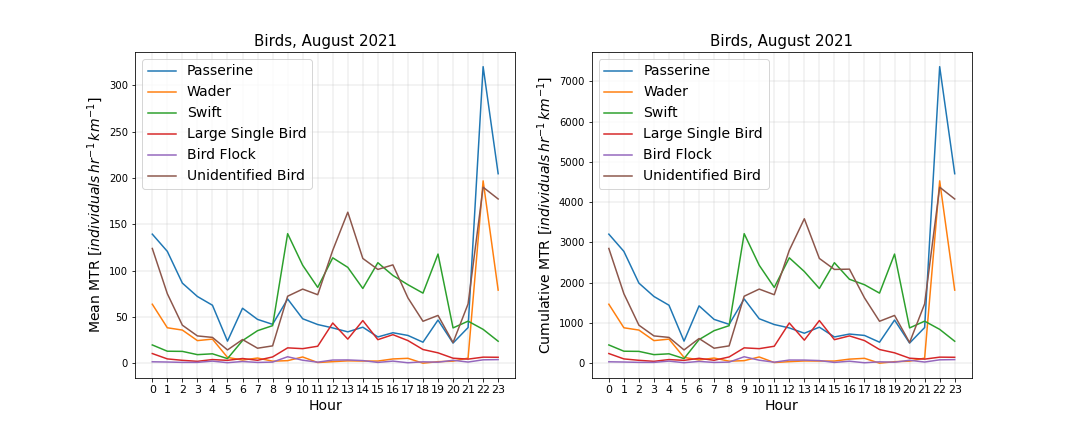 Birds, August 2021
Mean MTR [individuals hr⁻¹ km⁻¹]
300
250
200
150
100
50
0
Passerine
Wader
Swift
Large Single Bird
Bird Flock
Unidentified Bird
0 1 2 3 4 5 6 7 8 9 10 11 12 13 14 15 16 17 18 19 20 21 22 23
Hour
Birds, August 2021
Cumulative MTR [individuals hr⁻¹ km⁻¹]
7000
6000
5000
4000
3000
2000
1000
0
Passerine
Wader
Swift
Large Single Bird
Bird Flock
Unidentified Bird
0 1 2 3 4 5 6 7 8 9 10 11 12 13 14 15 16 17 18 19 20 21 22 23
Hour